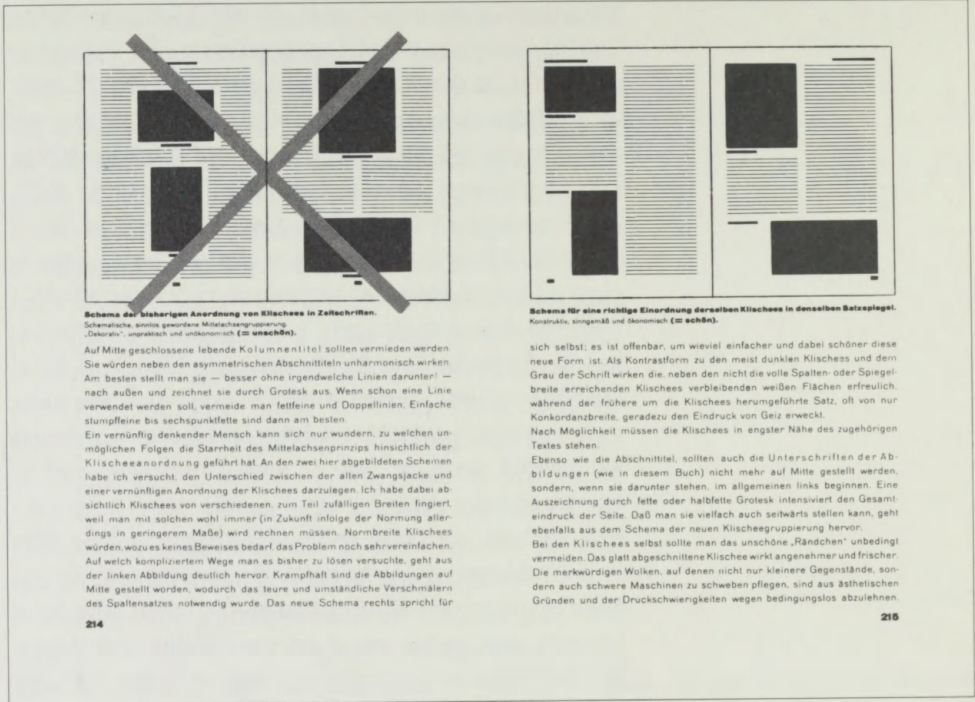 Schema der bisherigen Anordnung von Klischees in Zeitschriften.
Schematische, sinnlos gewordene Mittelachsengruppierung.
„Dekorativ", unpraktisch und unökonomisch (= unschön).
Auf Mitte geschlossene lebende Kolumnentitel sollten vermieden werden.
Sie würden neben den asymmetrischen Abschnittiteln unharmonisch wirken.
Am besten stellt man sie — besser ohne irgendwelche Linien darunter! —
nach außen und zeichnet sie durch Grotesk aus. Wenn schon eine Linie
verwendet werden soll, vermeide man fettfeine und Doppellinien. Einfache
stumpffeine bis sechspunktfette sind dann am besten.
Ein vernünftig denkender Mensch kann sich nur wundern, zu welchen un-
möglichen Folgen die Starrheit des Mittelachsenprinzips hinsichtlich der
Klischeeanordnung geführt hat. An den zwei hier abgebildeten Schemen
habe ich versucht, den Unterschied zwischen der alten Zwangsjacke und
einer vernünftigen Anordnung der Klischees darzulegen. Ich habe dabei ab-
sichtlich Klischees von verschiedenen, zum Teil zufälligen Breiten fingiert,
weil man mit solchen wohl immer (in Zukunft infolge der Normung aller-
dings in geringerem Maße) wird rechnen müssen. Normbreite Klischees
würden, wozu es keines Beweises bedarf, das Problem noch sehr vereinfachen.
Auf welch kompliziertem Wege man es bisher zu lösen versuchte, geht aus
der linken Abbildung deutlich hervor. Krampfhaft sind die Abbildungen auf
Mitte gestellt worden, wodurch das teure und umständliche Verschmälern
des Spaltensatzes notwendig wurde. Das neue Schema rechts spricht für
214
Schema für eine richtige Einordnung derselben Klischees in denselben Satzspiegel.
Konstruktiv, sinngemäß und ökonomisch (= schön).
sich selbst; es ist offenbar, um wieviel einfacher und dabei schöner diese
neue Form ist. Als Kontrastform zu den meist dunklen Klischees und dem
Grau der Schrift wirken die, neben den nicht die volle Spalten- oder Spiegel-
breite erreichenden Klischees verbleibenden weißen Flächen erfreulich,
während der frühere um die Klischees herumgeführte Satz, oft von nur
Konkordanzbreite, geradezu den Eindruck von Geiz erweckt.
Nach Möglichkeit müssen die Klischees in engster Nähe des zugehörigen
Textes stehen.
Ebenso wie die Abschnittitel, sollten auch die Unterschriften der Ab-
bildungen (wie in diesem Buch) nicht mehr auf Mitte gestellt werden,
sondern, wenn sie darunter stehen, im allgemeinen links beginnen. Eine
Auszeichnung durch fette oder halbfette Grotesk intensiviert den Gesamt-
eindruck der Seite. Daß man sie vielfach auch seitwärts stellen kann, geht
ebenfalls aus dem Schema der neuen Klischeegruppierung hervor.
Bei den Klischees selbst sollte man das unschöne „Rändchen" unbedingt
vermeiden. Das glatt abgeschnittene Klischee wirkt angenehmer und frischer.
Die merkwürdigen Wolken, auf denen nicht nur kleinere Gegenstände, son-
dern auch schwere Maschinen zu schweben pflegen, sind aus ästhetischen
Gründen und der Druckschwierigkeiten wegen bedingungslos abzulehnen.
215